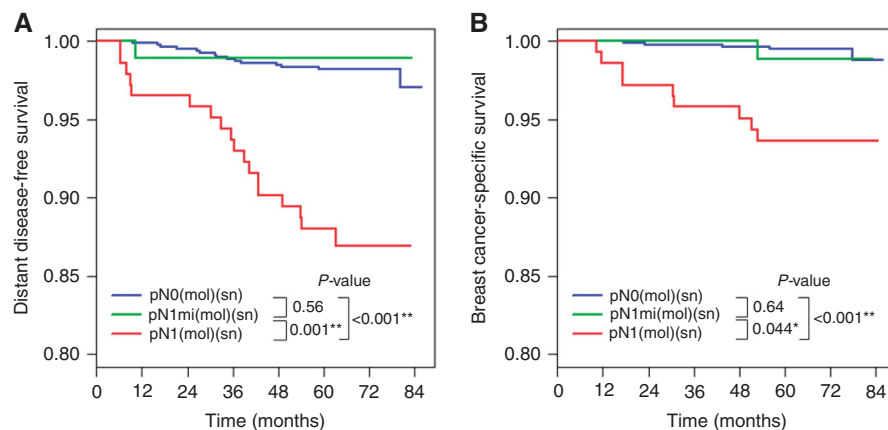 A
Distant disease-free survival
1.00
0.95
0.90
0.85
0.80
P-value
pN0(mol)(sn)
pN1mi(mol)(sn)
pN1(mol)(sn)
0.56
0.001**
<0.001**
0 12 24 36 48 60 72 84
Time (months)
B
Breast cancer-specific survival
1.00
0.95
0.90
0.85
0.80
P-value
pN0(mol)(sn)
pN1mi(mol)(sn)
pN1(mol)(sn)
0.64
0.044*
<0.001**
0 12 24 36 48 60 72 84
Time (months)